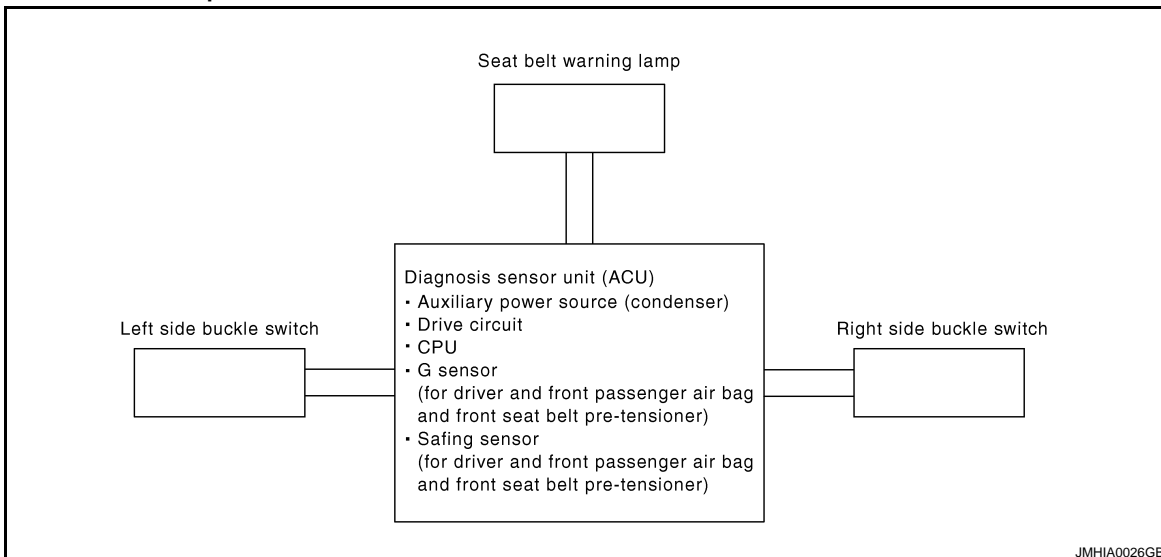 Seat belt warning lamp
Diagnosis sensor unit (ACU)
▪ Auxiliary power source (condenser)
▪ Drive circuit
▪ CPU
▪ G sensor
(for driver and front passenger air bag
and front seat belt pre-tensioner)
▪ Safing sensor
(for driver and front passenger air bag
and front seat belt pre-tensioner)
Left side buckle switch
Right side buckle switch